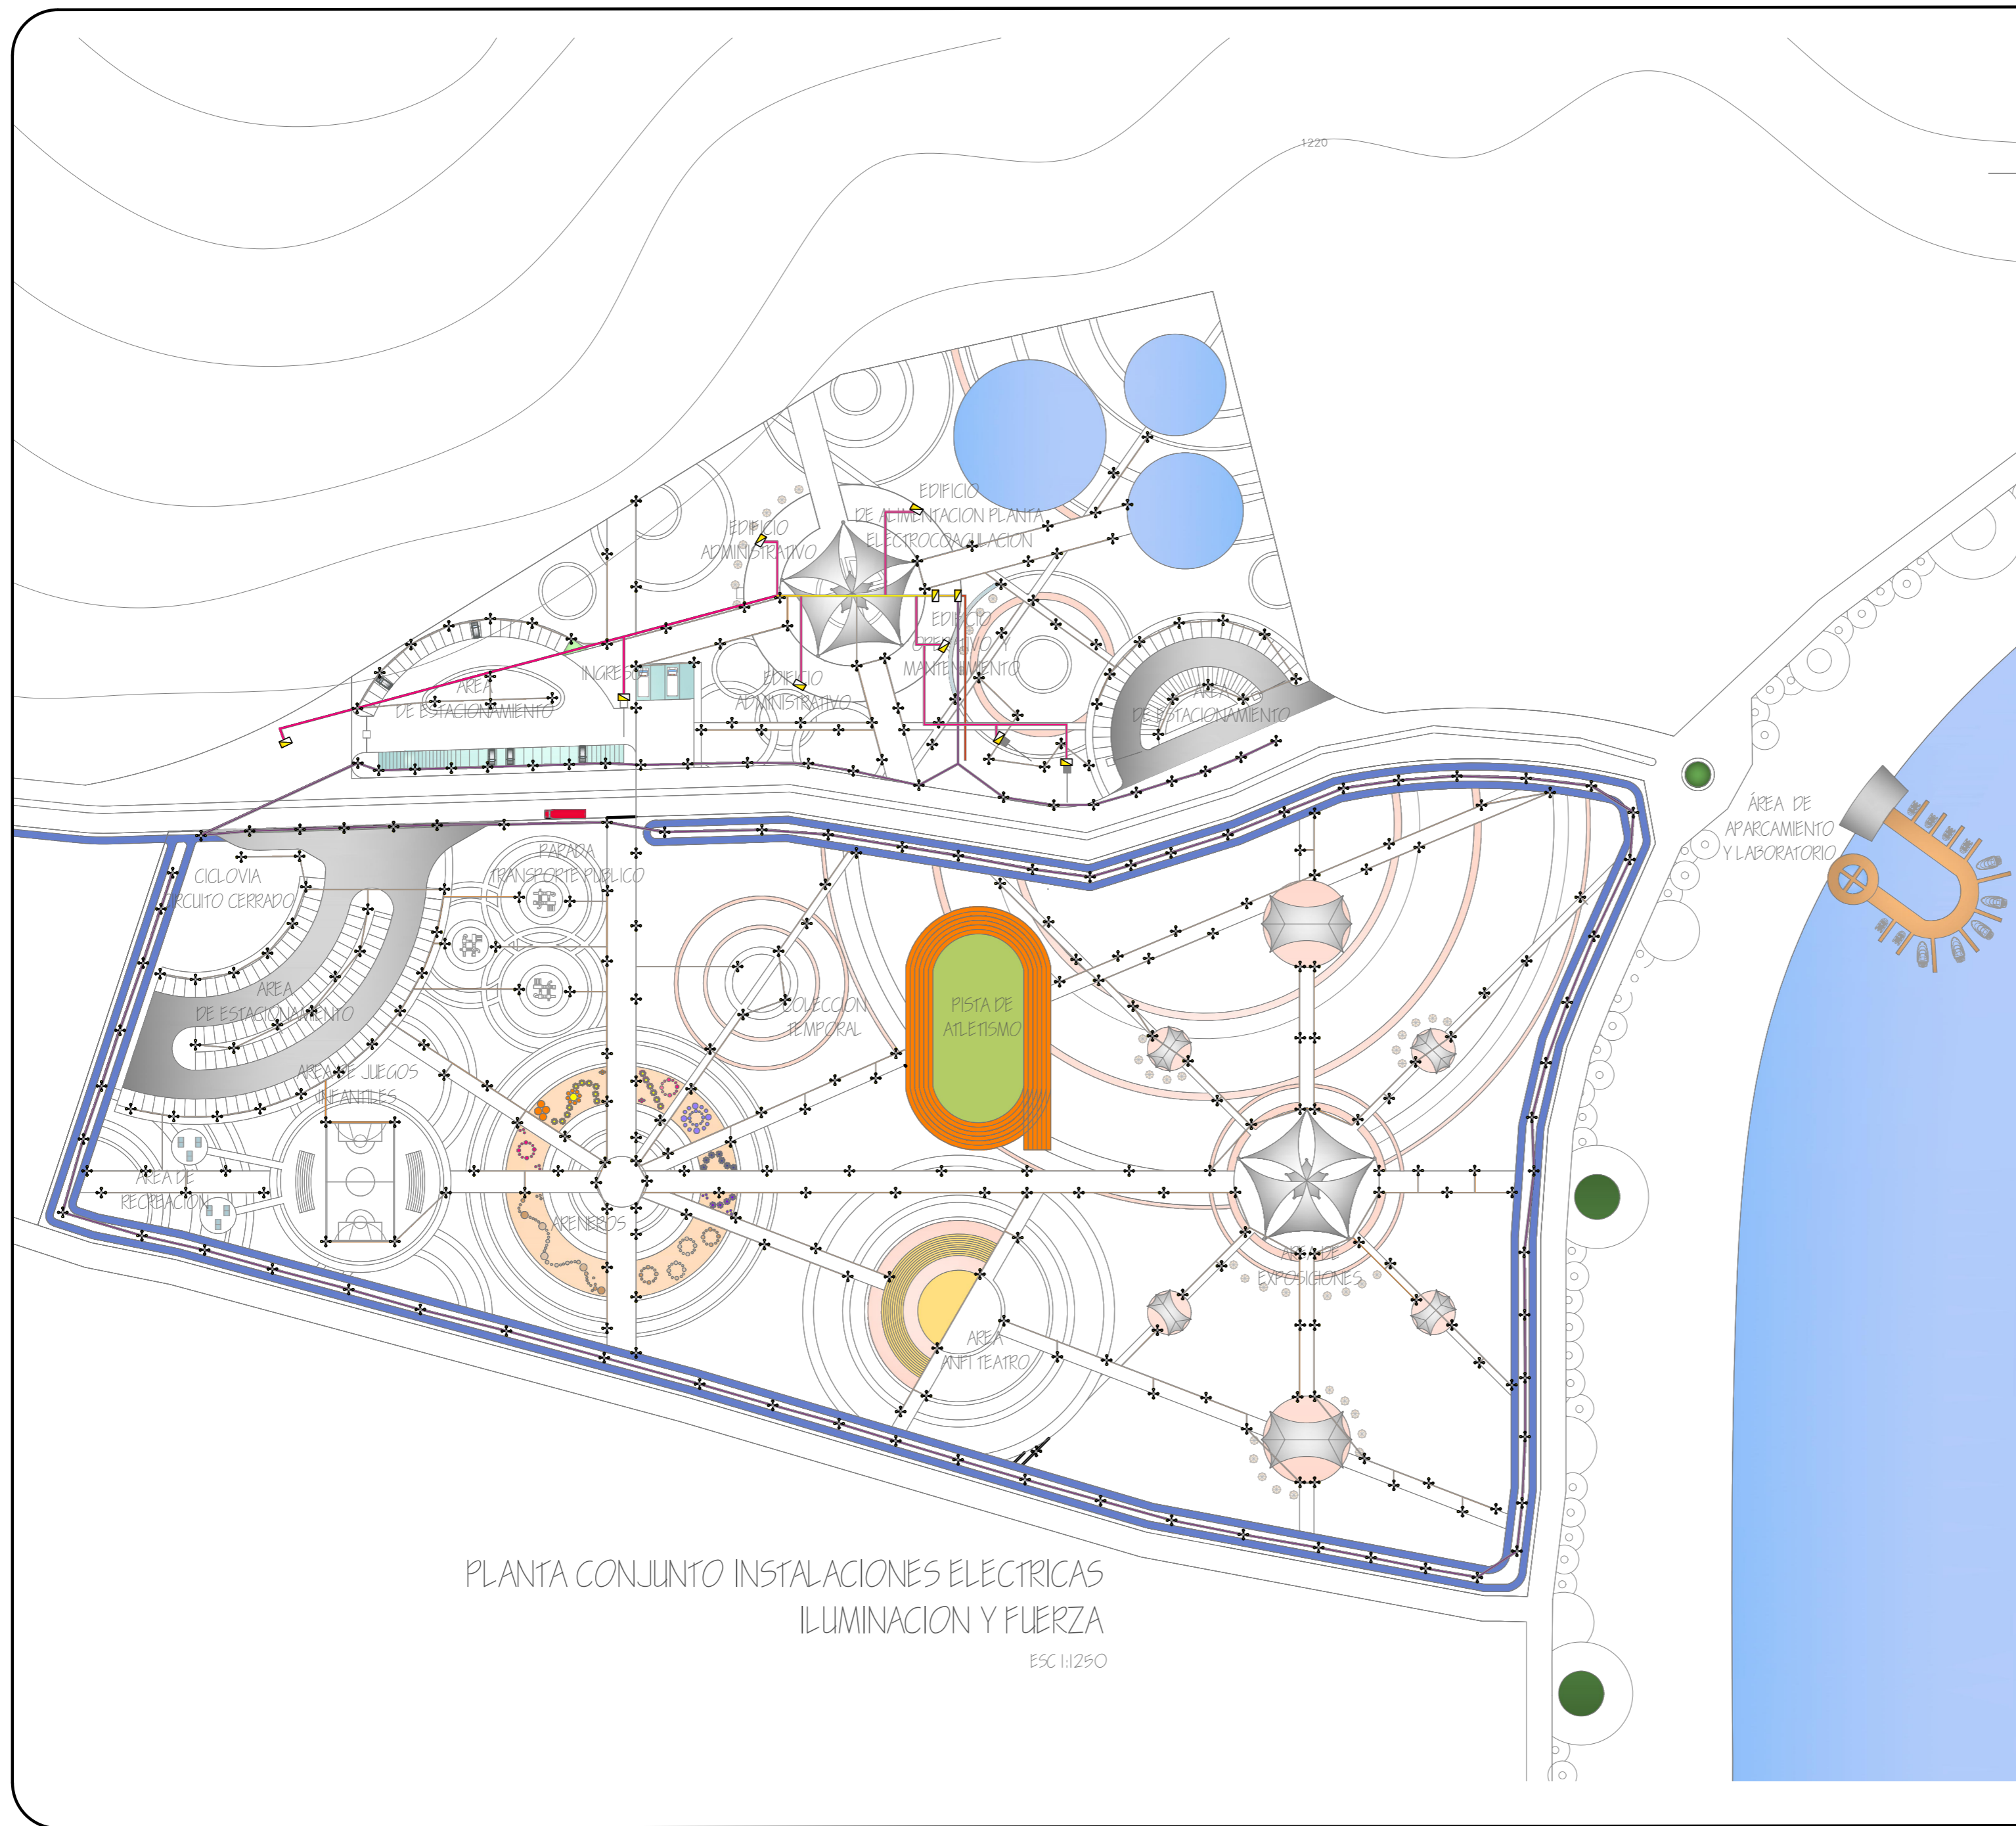 1220
EDIFICIO
DE ALIMENTACION PLANTA
ELECTROCOAGULACION
EDIFICIO
ADMINISTRATIVO
EDIFICIO
OPERATIVO Y
MANTENIMIENTO
INGRESO
EDIFICIO
ADMINISTRATIVO
AREA
DE ESTACIONAMIENTO
AREA
DE ESTACIONAMIENTO
ÁREA DE
APARCAMIENTO
Y LABORATORIO
PARADA
TRANSPORTE PUBLICO
CICLOVIA
CIRCUITO CERRADO
AREA
DE ESTACIONAMIENTO
COLECCION
TEMPORAL
PISTA DE
ATLETISMO
AREA DE JUEGOS
INFANTILES
AREA DE
RECREACION
ARENEROS
AREA DE
EXPOSICIONES
AREA
ANFI TEATRO
PLANTA CONJUNTO INSTALACIONES ELECTRICAS
ILUMINACION Y FUERZA
ESC 1:1250